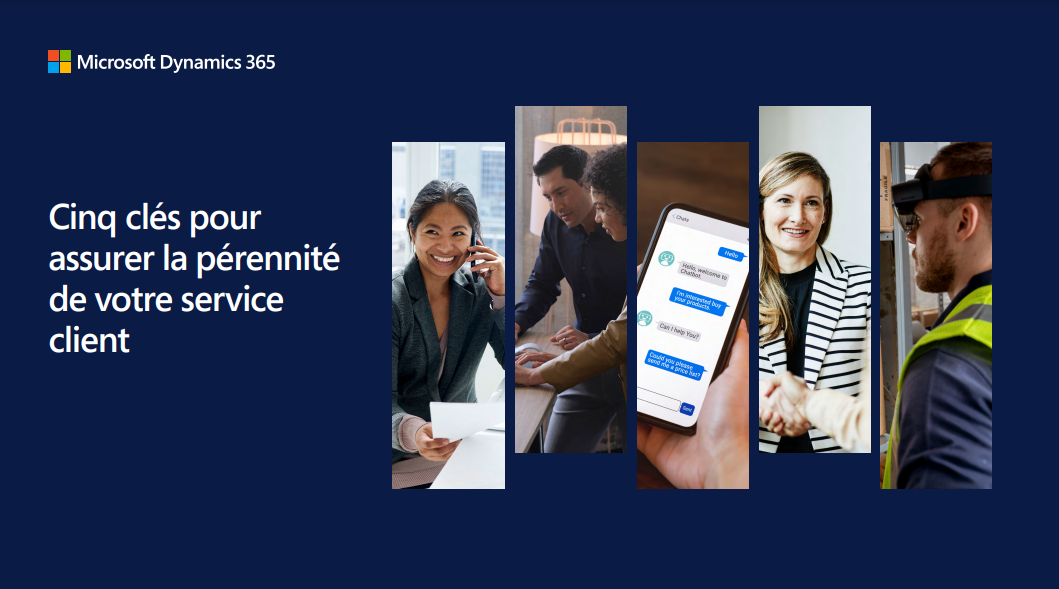 Microsoft Dynamics 365
Cinq clés pour
assurer la pérennité
de votre service
client
Chats
Hello
Hello, welcome to
Chatbot.
I'm interested buy
your products.
Can I help You?
Could you please
send me a price list?
Send